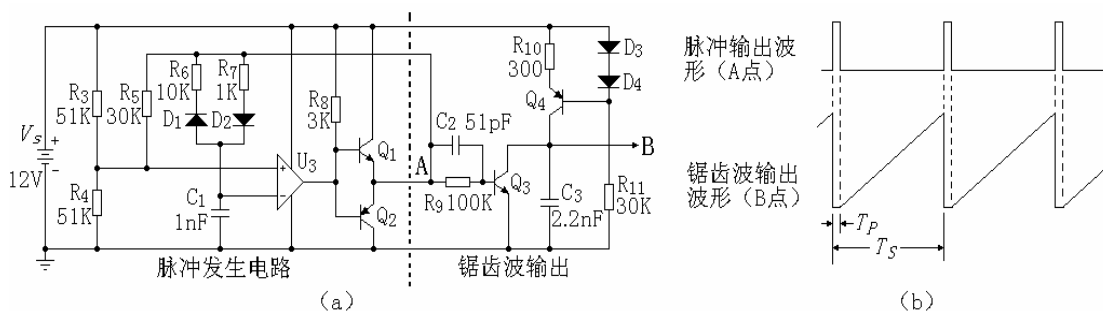 R3
51K
R5
30K
R6
10K
R7
1K
D1
D2
R8
3K
Vs
+
12V
R4
51K
C1
1nF
+
−
U3
Q1
Q2
A
C2 51pF
R9 100K
Q3
R10
300
D3
D4
Q4
B
C3
2.2nF
R11
30K
脉冲发生电路
锯齿波输出
(a)
脉冲输出波
形（A点）
锯齿波输出
波形（B点）
TP
TS
(b)